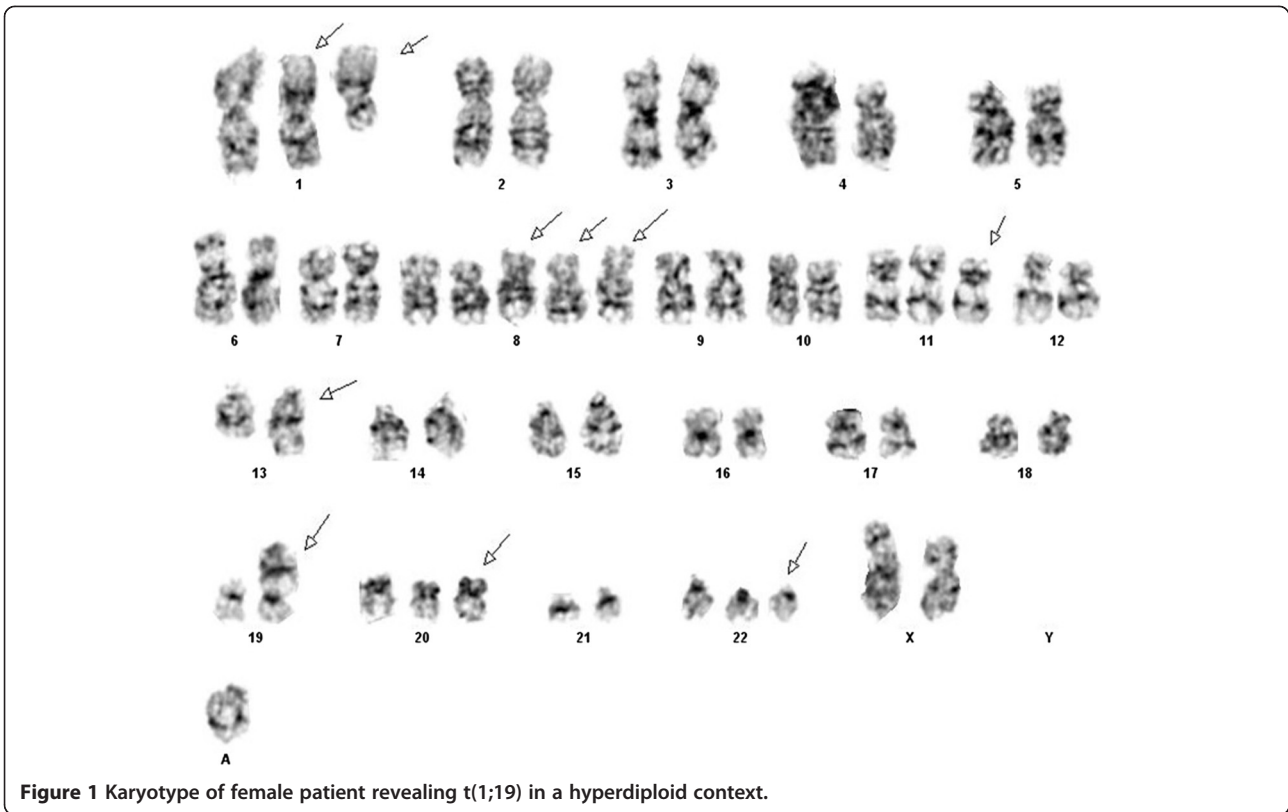 1 2 3 4 5
6 7 8 9 10 11 12
13 14 15 16 17 18
19 20 21 22 X Y
A
Figure 1 Karyotype of female patient revealing t(1;19) in a hyperdiploid context.